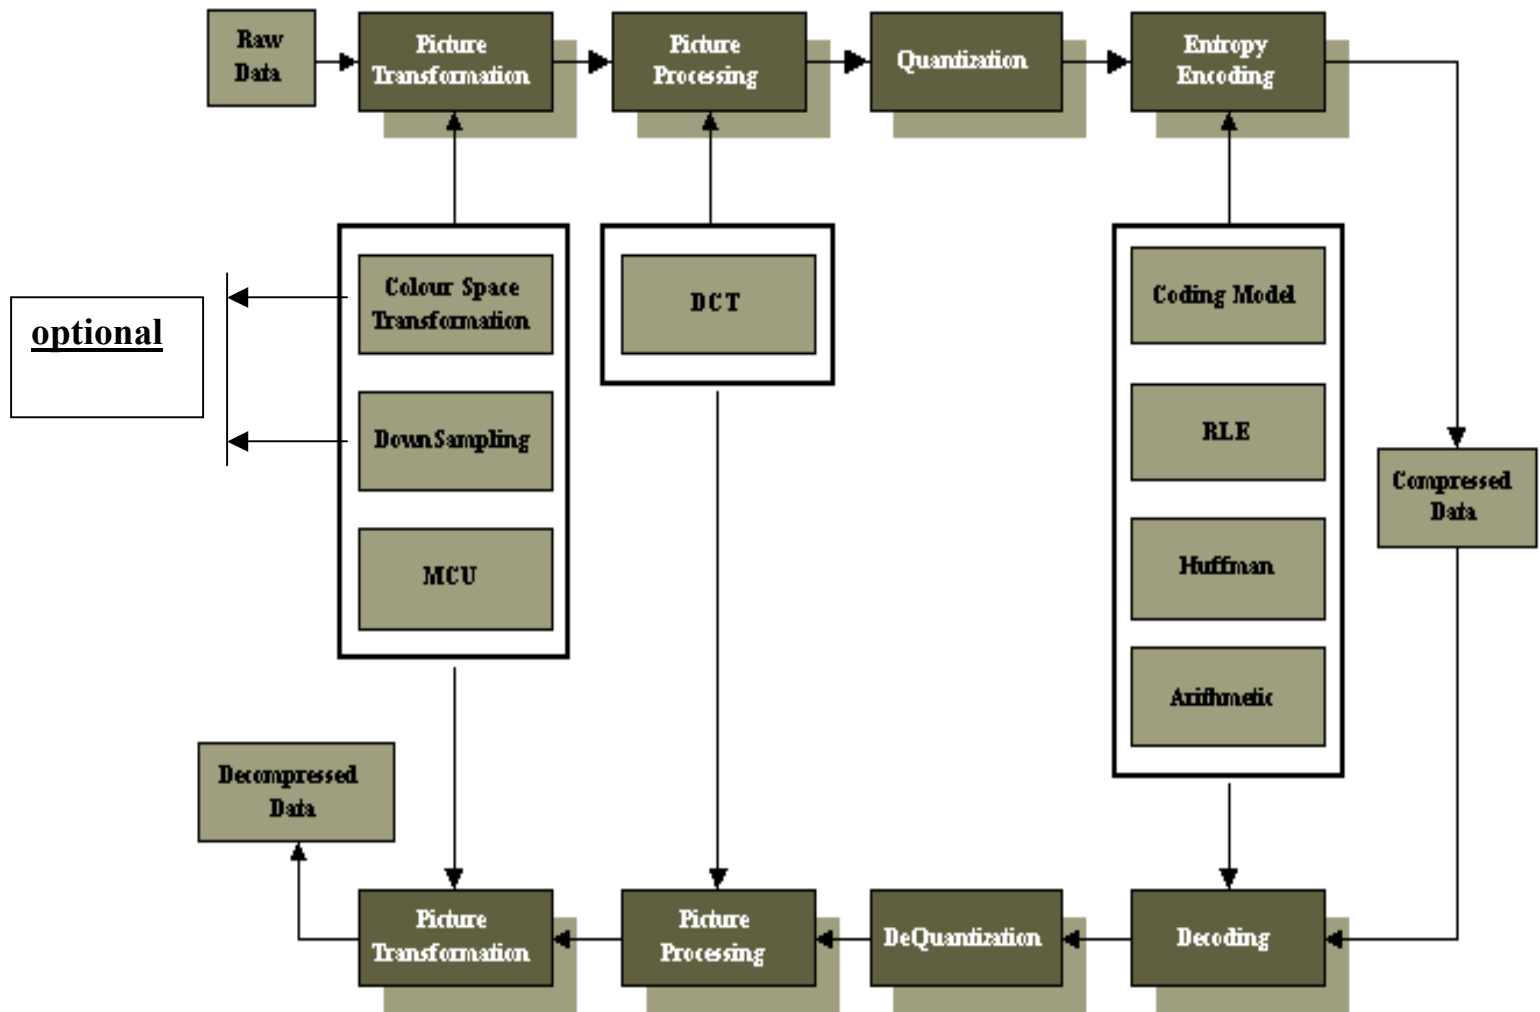 Raw
Data
Picture
Transformation
Picture
Processing
Quantization
Entropy
Encoding
Colour Space
Transformation
DCT
Coding Model
optional
DownSampling
RLE
Compressed
Data
MCU
Huffman
Arithmetic
Decompressed
Data
Picture
Transformation
Picture
Processing
DeQuantization
Decoding